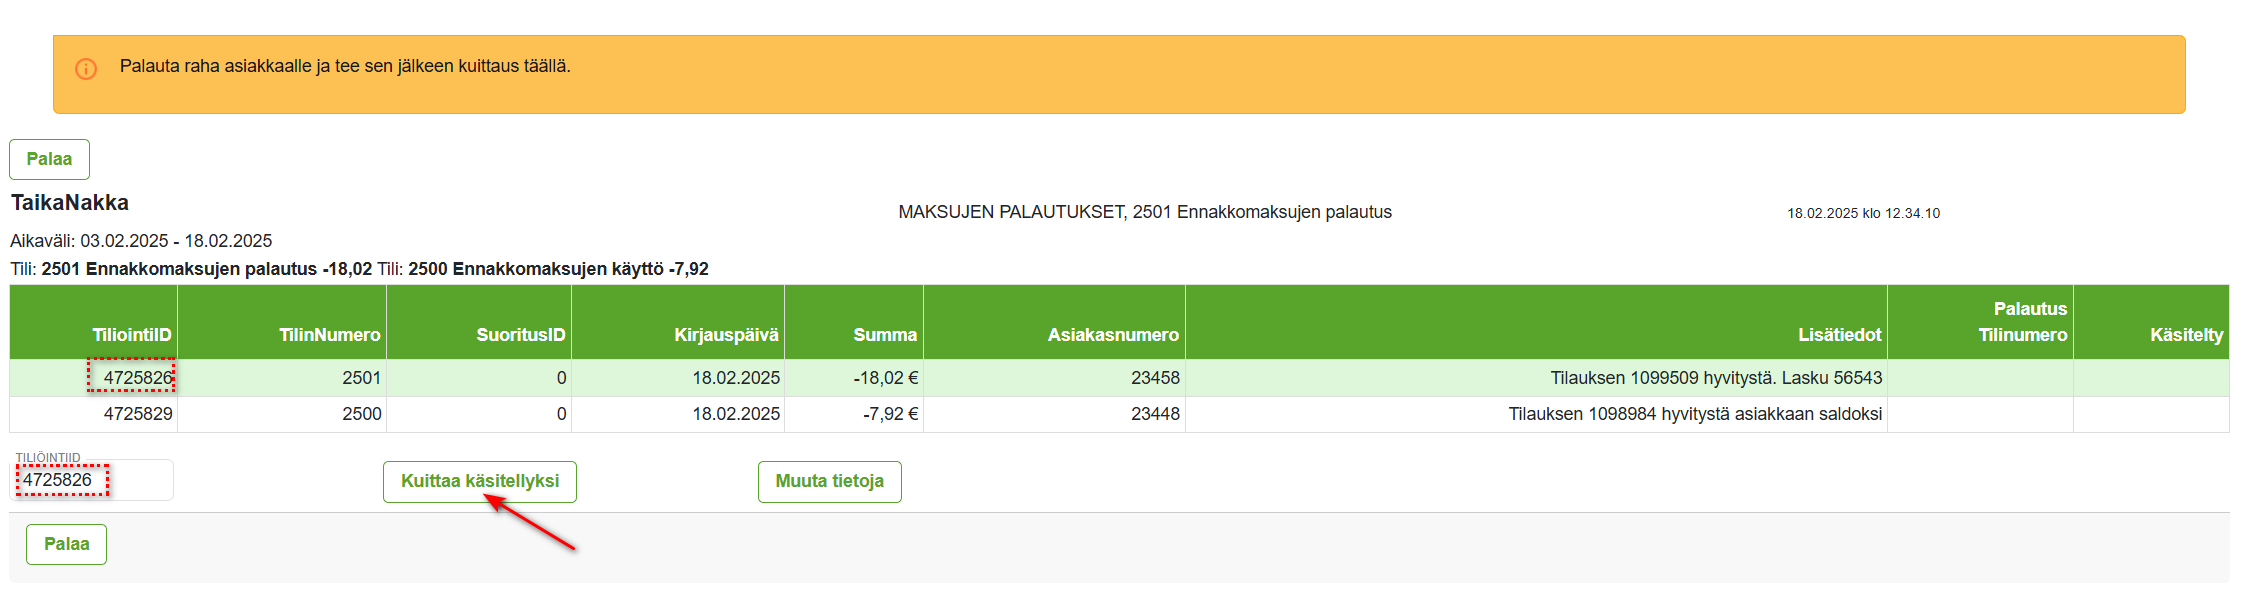 Palauta raha asiakkaalle ja tee sen jälkeen kuittaus täällä.
Palaa
TaikaNakka
MAKSUJEN PALAUTUKSET, 2501 Ennakkomaksujen palautus
18.02.2025 klo 12.34.10
Aikaväli: 03.02.2025 - 18.02.2025
Tili: 2501 Ennakkomaksujen palautus -18,02 Tili: 2500 Ennakkomaksujen käyttö -7,92
TiliointiID TilinNumero SuoritusID Kirjauspäivä Summa Asiakasnumero Lisätiedot Palautus Tilinumero Käsitelty
4725826 2501 0 18.02.2025 -18,02 € 23458 Tilauksen 1099509 hyvitystä. Lasku 56543
4725829 2500 0 18.02.2025 -7,92 € 23448 Tilauksen 1098984 hyvitystä asiakkaan saldoksi
TILIÖINTIID
4725826 Kuittaa käsitellyksi Muuta tietoja
Palaa